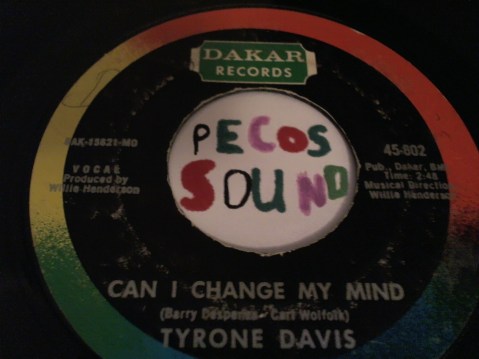 DAKAR
RECORDS
DAK-15821-MO
VOCAL
Produced by
Willie Henderson
PECOS
SOUND
45-602
Pub., Dakar, BMI
Time: 2:48
Musical Direction
Willie Henderson
CAN I CHANGE MY MIND
(Barry Despenza - Carl Wolfolk)
TYRONE DAVIS